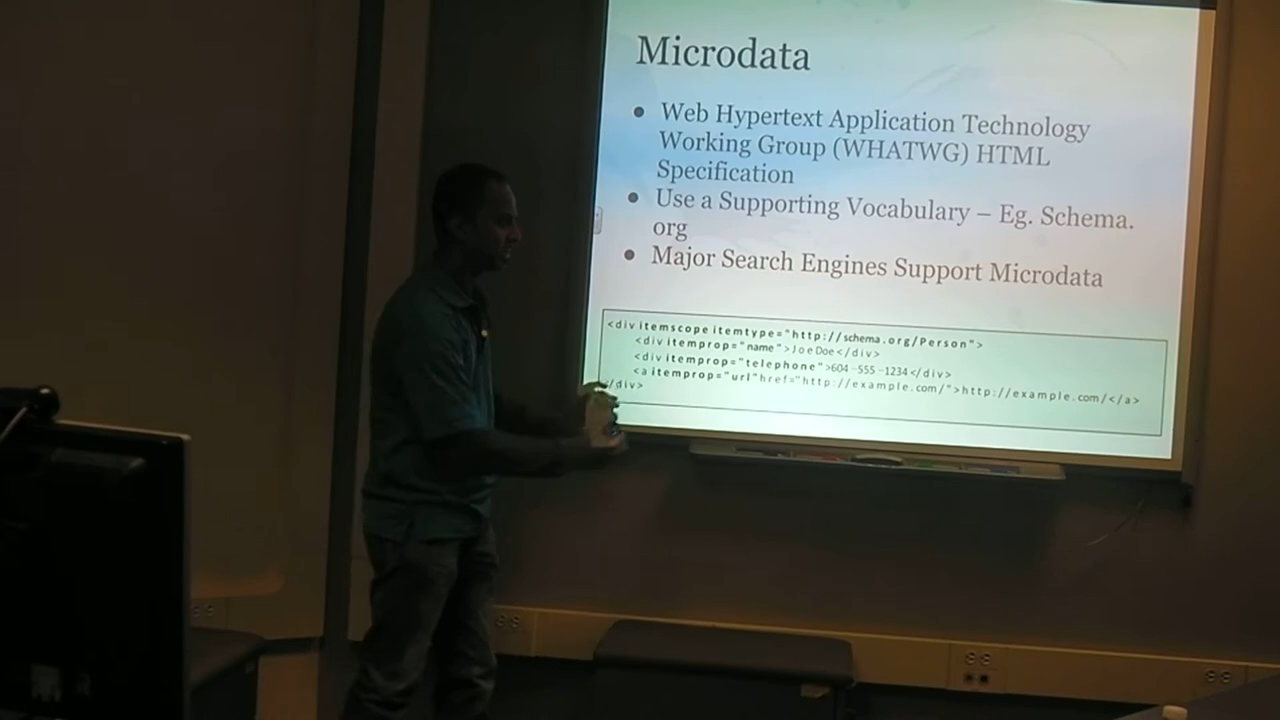 Microdata
● Web Hypertext Application Technology
Working Group (WHATWG) HTML
Specification
● Use a Supporting Vocabulary – Eg. Schema.
org
● Major Search Engines Support Microdata
<div itemscope itemtype="http://schema.org/Person">
<div itemprop="name">Joe Doe</div>
<div itemprop="telephone">604-555-1234</div>
<a itemprop="url"href="http://example.com/">http://example.com/</a>
/div>